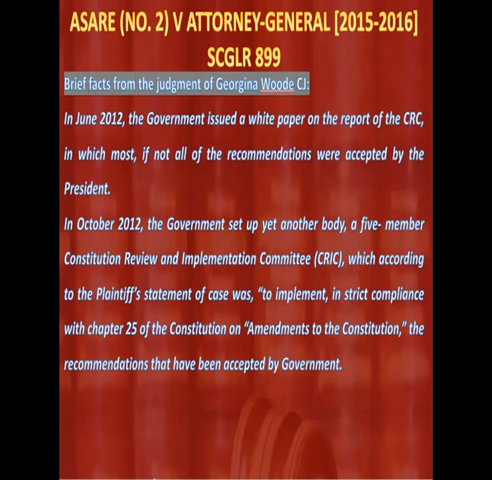 ASARE (NO. 2) V ATTORNEY-GENERAL [2015-2016]
SCGLR 899
Brief facts from the judgment of Georgina Woode CJ:
In June 2012, the Government issued a white paper on the report of the CRC,
in which most, if not all of the recommendations were accepted by the
President.
In October 2012, the Government set up yet another body, a five- member
Constitution Review and Implementation Committee (CRIC), which according
to the Plaintiff's statement of case was, “to implement, in strict compliance
with chapter 25 of the Constitution on “Amendments to the Constitution,” the
recommendations that have been accepted by Government.